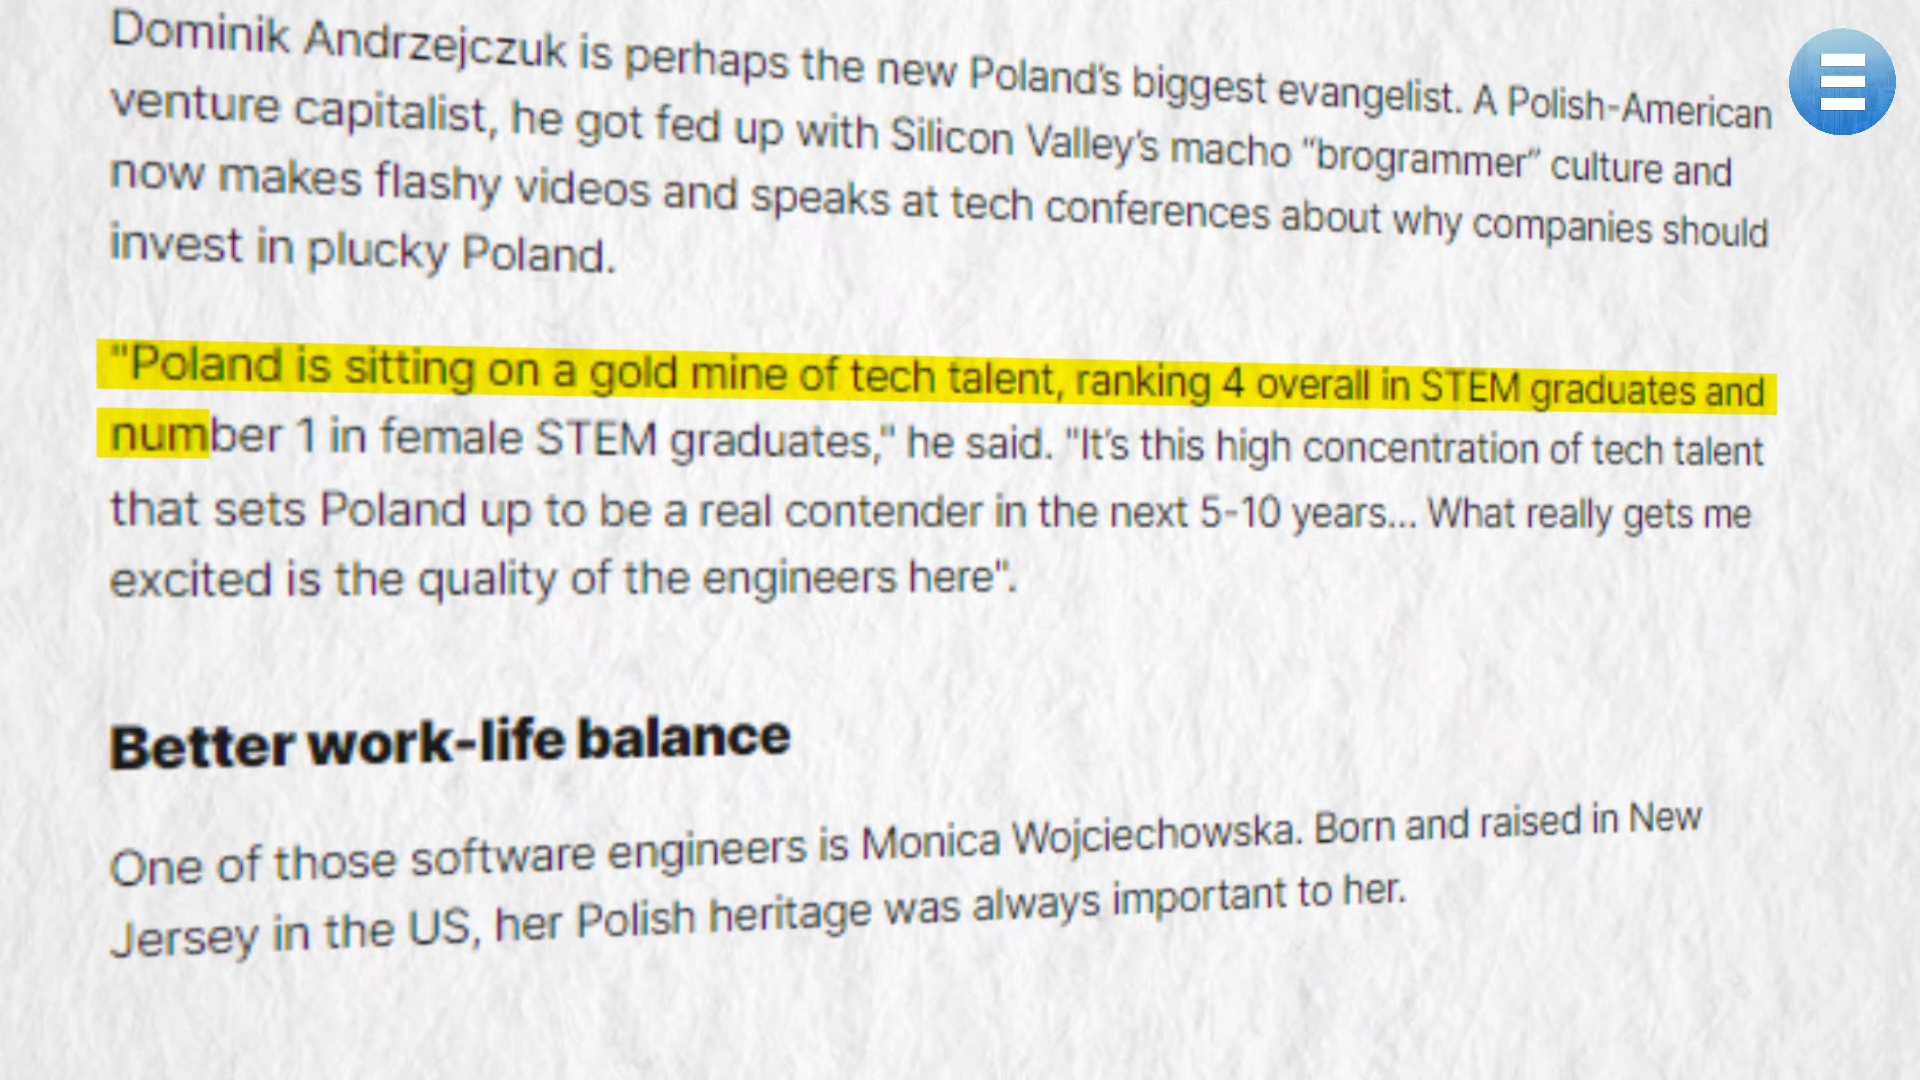 Dominik Andrzejczuk is perhaps the new Poland's biggest evangelist. A Polish-American
venture capitalist, he got fed up with Silicon Valley's macho “brogrammer” culture and
now makes flashy videos and speaks at tech conferences about why companies should
invest in plucky Poland.
"Poland is sitting on a gold mine of tech talent, ranking 4 overall in STEM graduates and
number 1 in female STEM graduates," he said. "It's this high concentration of tech talent
that sets Poland up to be a real contender in the next 5-10 years... What really gets me
excited is the quality of the engineers here".
Better work-life balance
One of those software engineers is Monica Wojciechowska. Born and raised in New
Jersey in the US, her Polish heritage was always important to her.